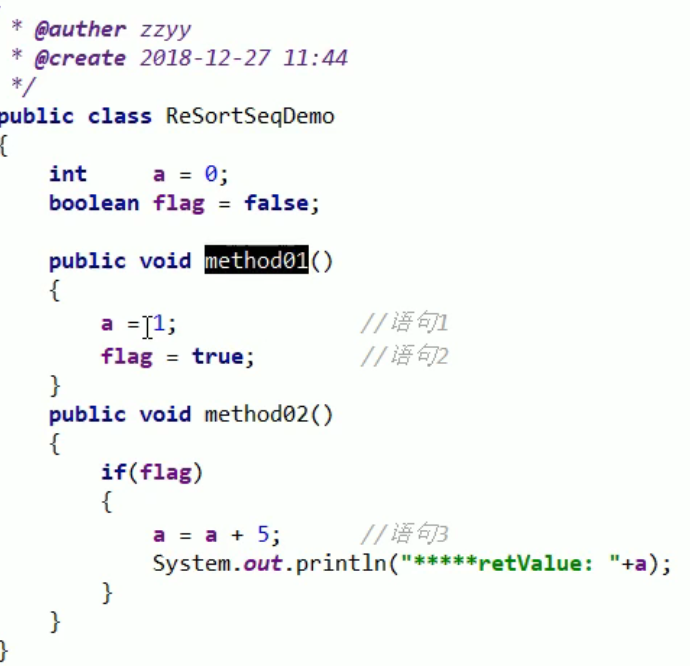 * @auther zzyy
* @create 2018-12-27 11:44
*/
public class ReSortSeqDemo
{
int a = 0;
boolean flag = false;
public void method01()
{
a = 1; //语句1
flag = true; //语句2
}
public void method02()
{
if(flag)
{
a = a + 5; //语句3
System.out.println("*****retValue: "+a);
}
}
}